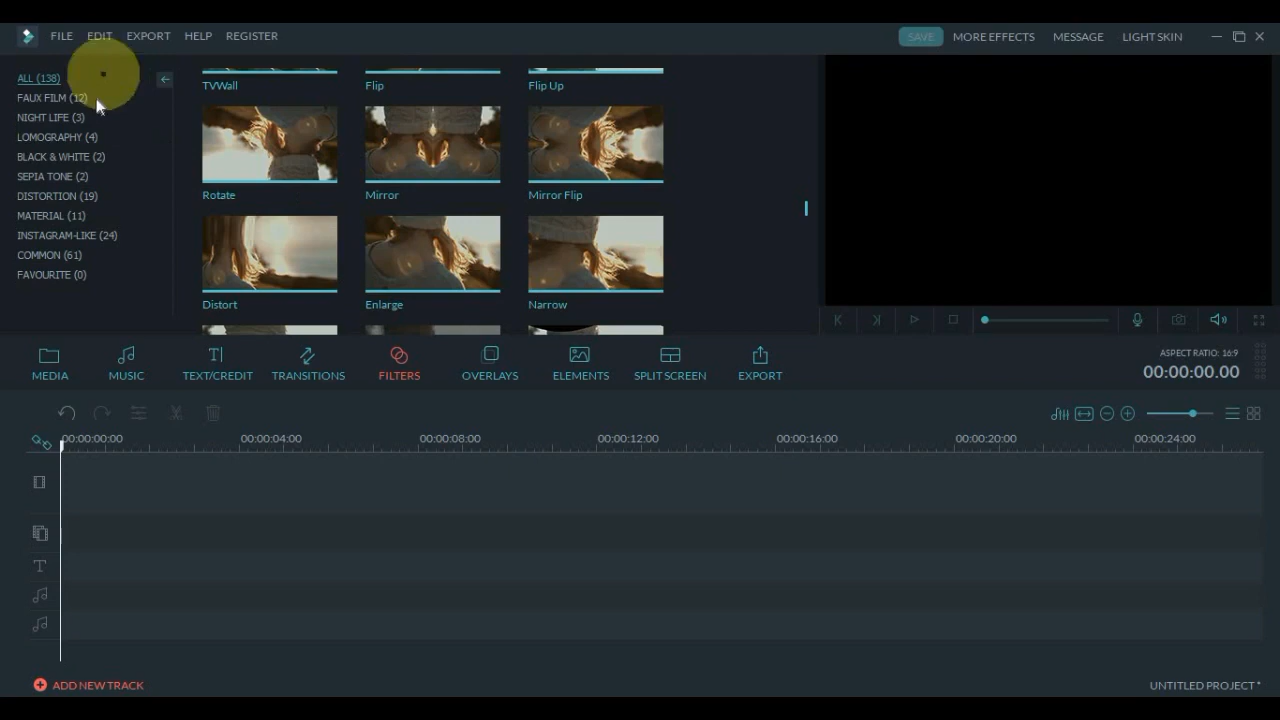 FILE EDIT EXPORT HELP REGISTER SAVE MORE EFFECTS MESSAGE LIGHT SKIN
ALL (138)
FAUX FILM (12)
NIGHT LIFE (3)
LOMOGRAPHY (4)
BLACK & WHITE (2)
SEPIA TONE (2)
DISTORTION (19)
MATERIAL (11)
INSTAGRAM-LIKE (24)
COMMON (61)
FAVOURITE (0)
TVWall Flip Flip Up
Rotate Mirror Mirror Flip
Distort Enlarge Narrow
MEDIA MUSIC TEXT/CREDIT TRANSITIONS FILTERS OVERLAYS ELEMENTS SPLIT SCREEN EXPORT
ASPECT RATIO: 16:9
00:00:00.00
00:00:00:00 00:00:04:00 00:00:08:00 00:00:12:00 00:00:16:00 00:00:20:00 00:00:24:00
ADD NEW TRACK
UNTITLED PROJECT *